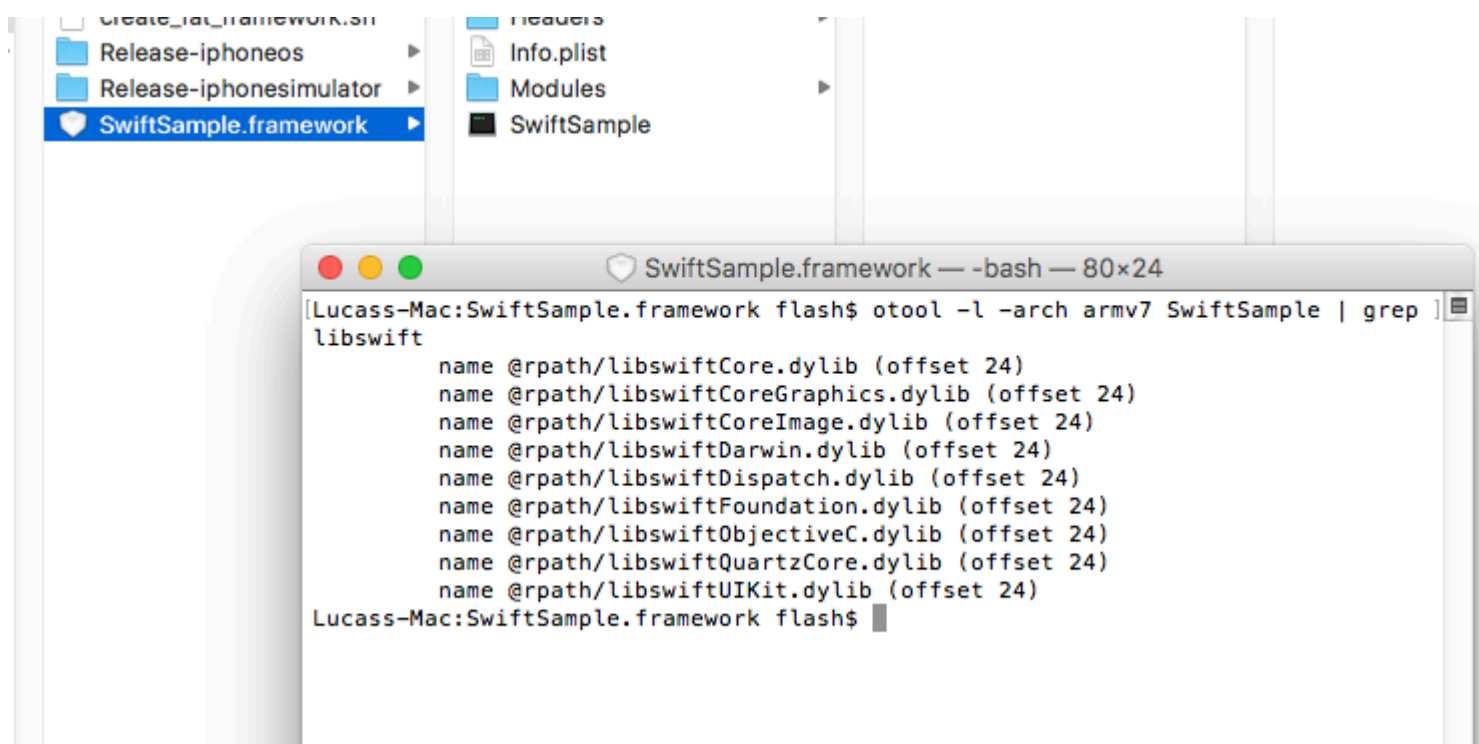 create_fat_framework.sh
Headers
Release-iphoneos
Info.plist
Release-iphonesimulator
Modules
SwiftSample.framework
SwiftSample
SwiftSample.framework — -bash — 80×24
[Lucass-Mac:SwiftSample.framework flash$ otool -l -arch armv7 SwiftSample | grep ]
libswift
name @rpath/libswiftCore.dylib (offset 24)
name @rpath/libswiftCoreGraphics.dylib (offset 24)
name @rpath/libswiftCoreImage.dylib (offset 24)
name @rpath/libswiftDarwin.dylib (offset 24)
name @rpath/libswiftDispatch.dylib (offset 24)
name @rpath/libswiftFoundation.dylib (offset 24)
name @rpath/libswiftObjectiveC.dylib (offset 24)
name @rpath/libswiftQuartzCore.dylib (offset 24)
name @rpath/libswiftUIKit.dylib (offset 24)
Lucass-Mac:SwiftSample.framework flash$